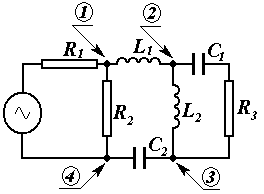 ① ②
R₁ L₁ C₁
R₂ L₂ R₃
C₂
④ ③